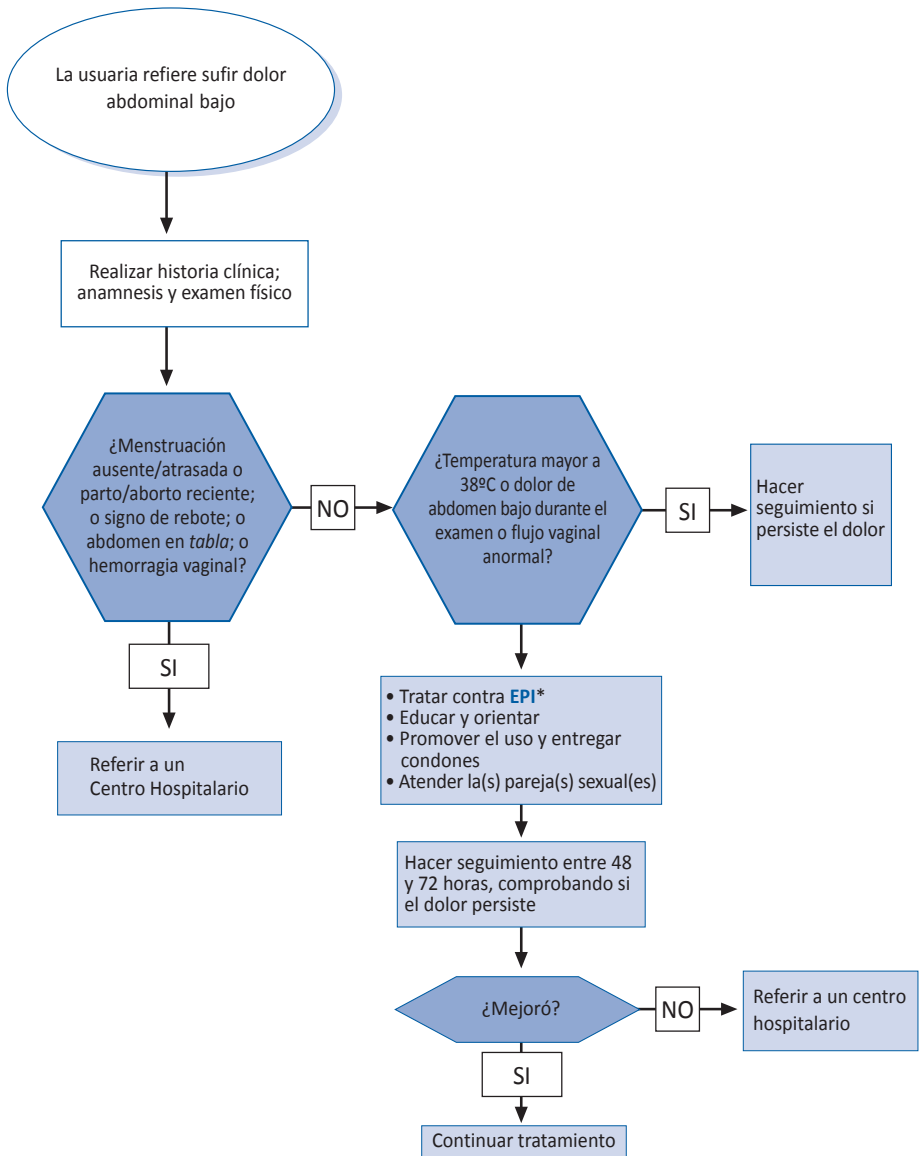 La usuaria refiere sufir dolor
abdominal bajo
Realizar historia clínica;
anamnesis y examen físico
¿Menstruación
ausente/atrasada o
parto/aborto reciente;
o signo de rebote; o
abdomen en tabla; o
hemorragia vaginal?
NO
¿Temperatura mayor a
38ºC o dolor de
abdomen bajo durante el
examen o flujo vaginal
anormal?
SI
Hacer
seguimiento si
persiste el dolor
SI
Referir a un
Centro Hospitalario
• Tratar contra EPI*
• Educar y orientar
• Promover el uso y entregar
condones
• Atender la(s) pareja(s) sexual(es)
Hacer seguimiento entre 48
y 72 horas, comprobando si
el dolor persiste
¿Mejoró?
NO
Referir a un centro
hospitalario
SI
Continuar tratamiento